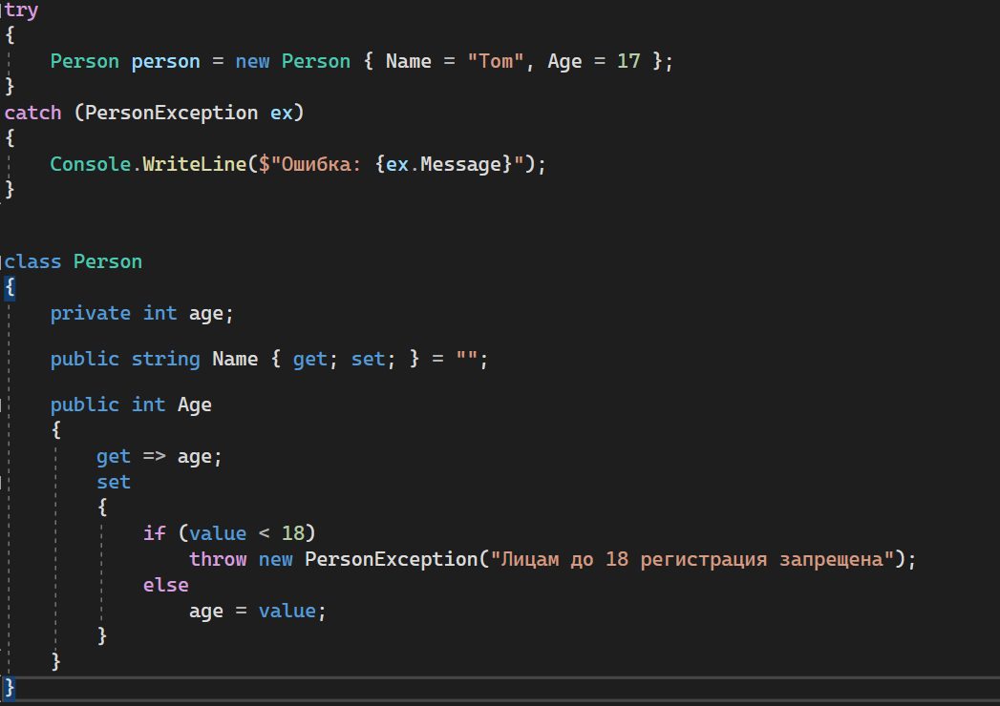 try
{
    Person person = new Person { Name = "Tom", Age = 17 };
}
catch (PersonException ex)
{
    Console.WriteLine($"Ошибка: {ex.Message}");
}
class Person
{
    private int age;
    public string Name { get; set; } = "";
    public int Age
    {
        get => age;
        set
        {
            if (value < 18)
                throw new PersonException("Лицам до 18 регистрация запрещена");
            else
                age = value;
        }
    }
}